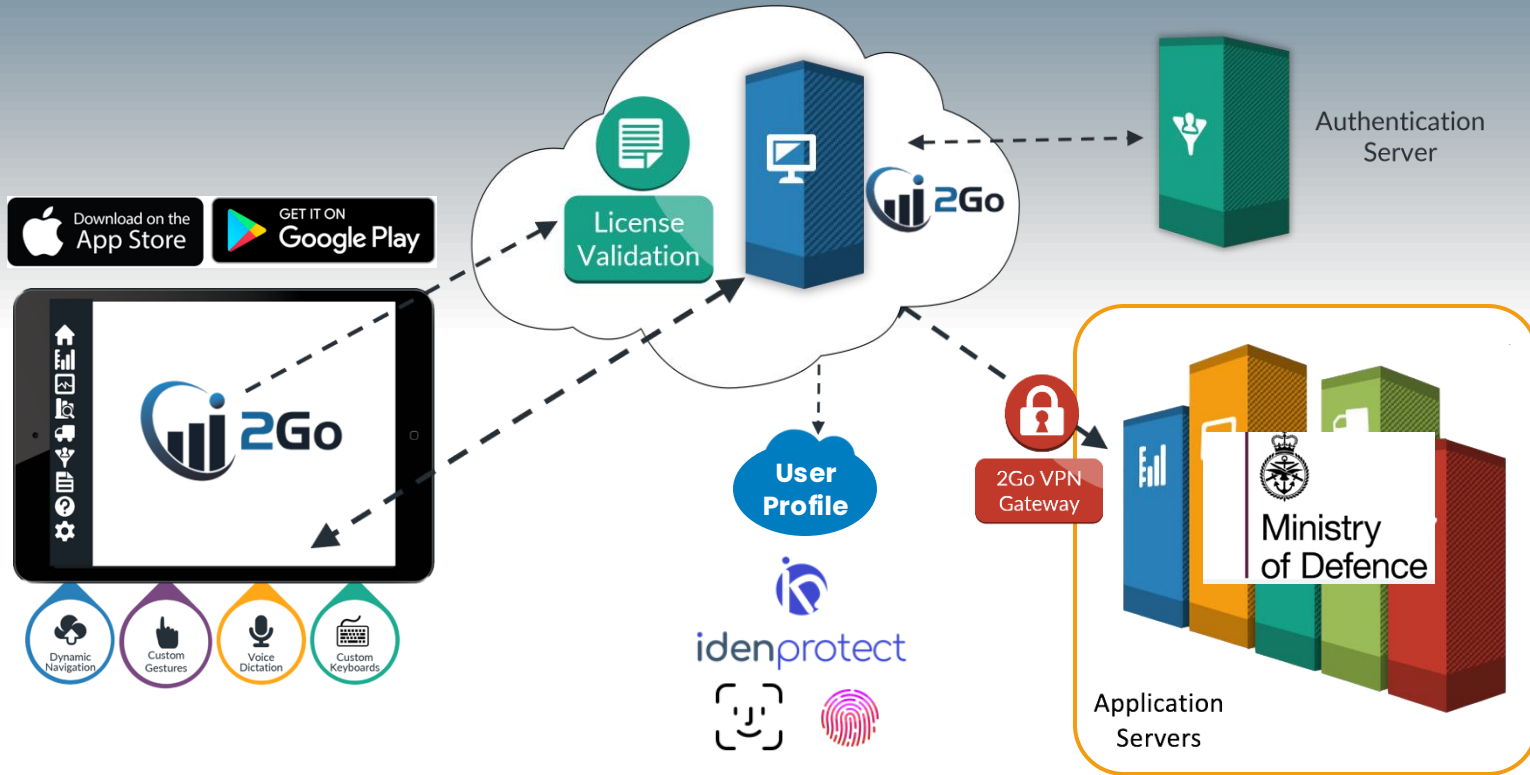 Download on the
App Store
GET IT ON
Google Play
License
Validation
2Go
Authentication
Server
2Go
Dynamic
Navigation
Custom
Gestures
Voice
Dictation
Custom
Keyboards
User
Profile
idenprotect
2Go VPN
Gateway
Ministry
of Defence
Application
Servers